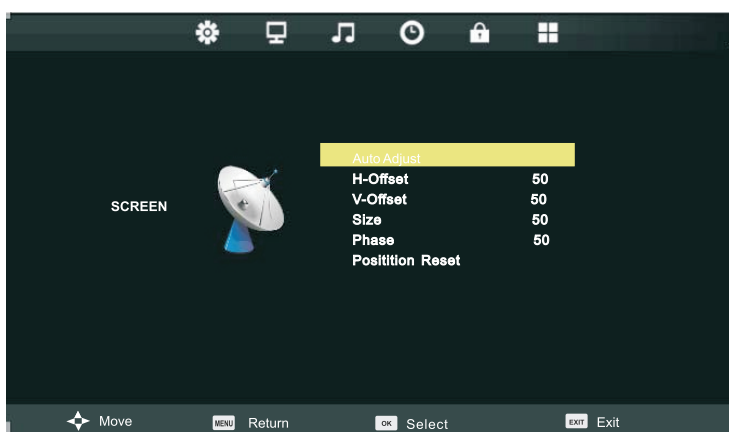 Auto Adjust
H-Offset 50
V-Offset 50
SCREEN
Size 50
Phase 50
Positition Reset
Move MENU Return OK Select EXIT Exit